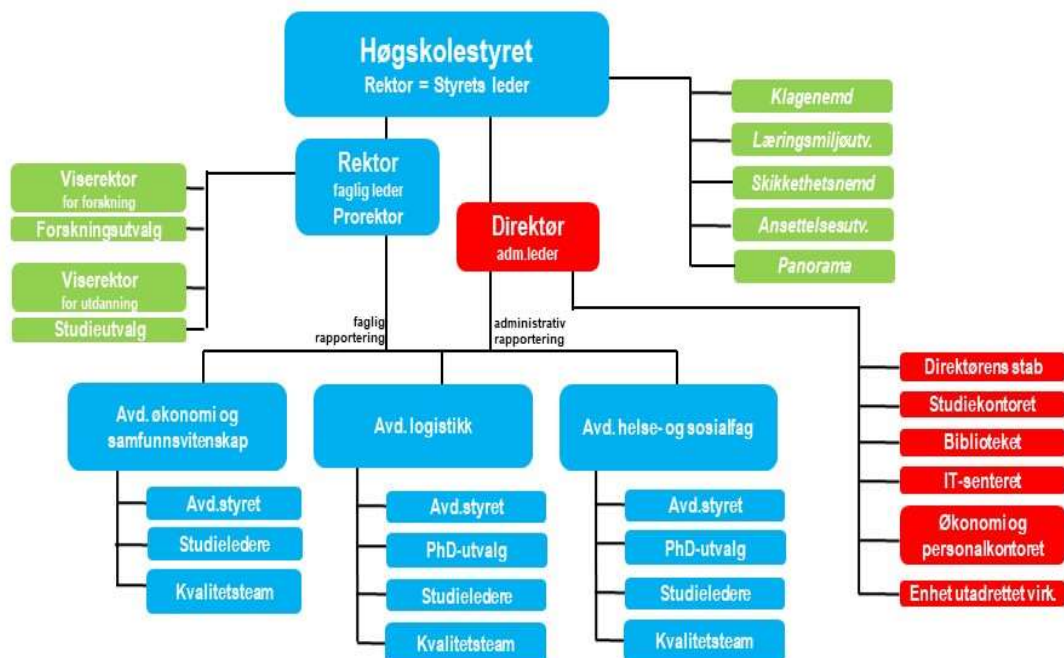 Høgskolestyret
Rektor = Styrets leder
Klagenemd
Læringsmiljøutv.
Skikkethetsnemd
Ansettelsesutv.
Panorama
Rektor
faglig leder
Prorektor
Direktør
adm.leder
Viserektor
for forskning
Forskningsutvalg
Viserektor
for utdanning
Studieutvalg
faglig
rapportering
administrativ
rapportering
Direktørens stab
Studiekontoret
Biblioteket
IT-senteret
Økonomi og
personalkontoret
Enhet utadrettet virk.
Avd. økonomi og
samfunnsvitenskap
Avd.styret
Studieledere
Kvalitetsteam
Avd. logistikk
Avd.styret
PhD-utvalg
Studieledere
Kvalitetsteam
Avd. helse- og sosialfag
Avd.styret
PhD-utvalg
Studieledere
Kvalitetsteam